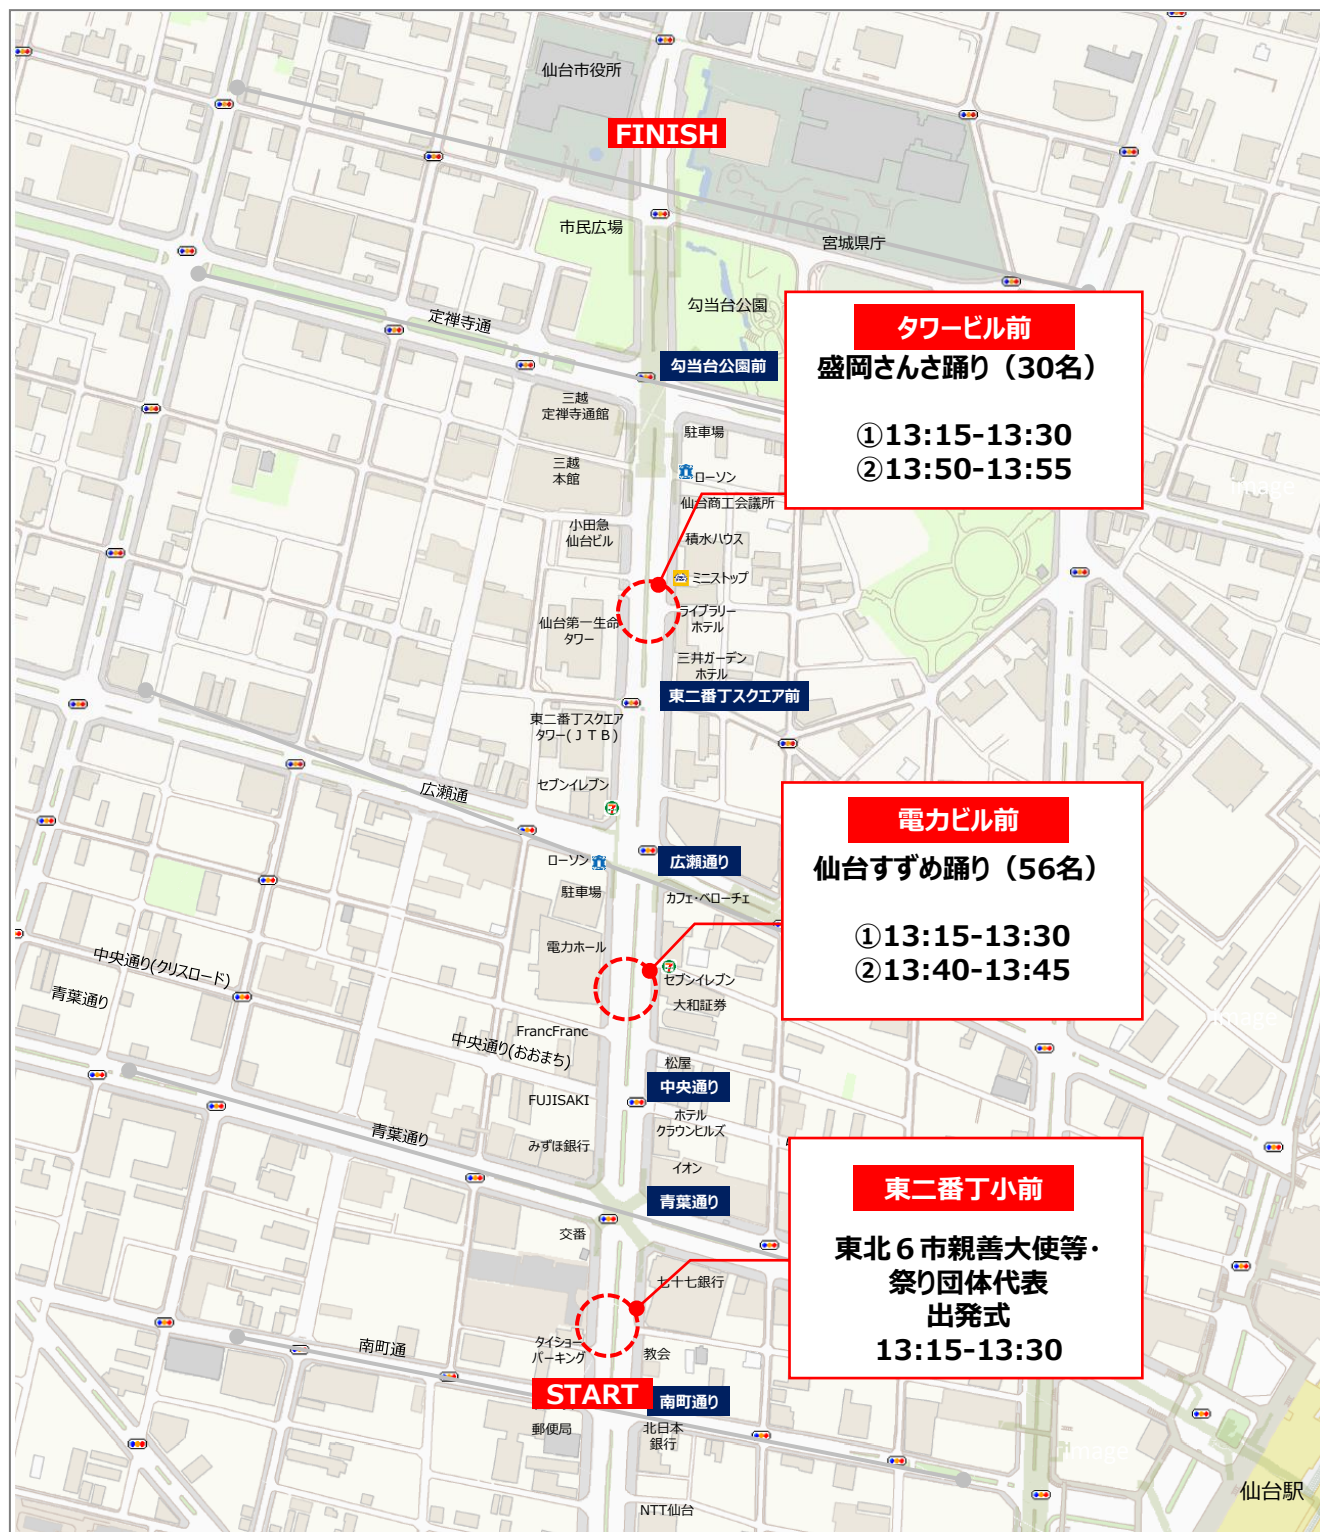 仙台市役所
FINISH
市民広場
宮城県庁
勾当台公園
定禅寺通
勾当台公園前
タワービル前
盛岡さんさ踊り（30名）
①13:15-13:30
②13:50-13:55
三越
定禅寺通館
駐車場
三越
本館
ローソン
仙台商工会議所
image
小田急
仙台ビル
積水ハウス
ミニストップ
仙台第一生命
タワー
ライブラリー
ホテル
三井ガーデン
ホテル
東二番丁スクエア前
東二番丁スクエア
タワー(ＪＴＢ)
セブンイレブン
広瀬通
広瀬通り
電力ビル前
仙台すずめ踊り（56名）
①13:15-13:30
②13:40-13:45
ローソン
駐車場
カフェ・ベローチェ
電力ホール
中央通り(クリスロード)
セブンイレブン
大和証券
青葉通り
image
FrancFranc
中央通り(おおまち)
松屋
中央通り
FUJISAKI
ホテル
クラウンヒルズ
青葉通り
みずほ銀行
イオン
青葉通り
東二番丁小前
東北６市親善大使等・
祭り団体代表
出発式
13:15-13:30
交番
七十七銀行
南町通
タイショー
パーキング
教会
START
南町通り
郵便局
北日本
銀行
image
仙台駅
NTT仙台